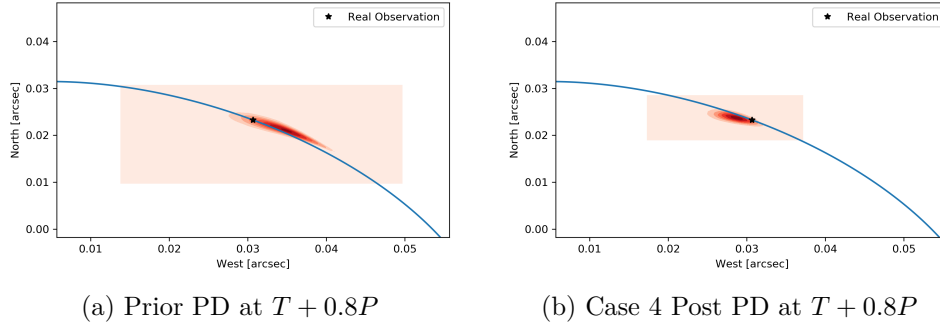 Real Observation
0.04
0.03
0.02
0.01
0.00
North [arcsec]
0.01
0.02
0.03
0.04
0.05
West [arcsec]
(a) Prior PD at T + 0.8P
Real Observation
0.04
0.03
0.02
0.01
0.00
North [arcsec]
0.01
0.02
0.03
0.04
0.05
West [arcsec]
(b) Case 4 Post PD at T + 0.8P